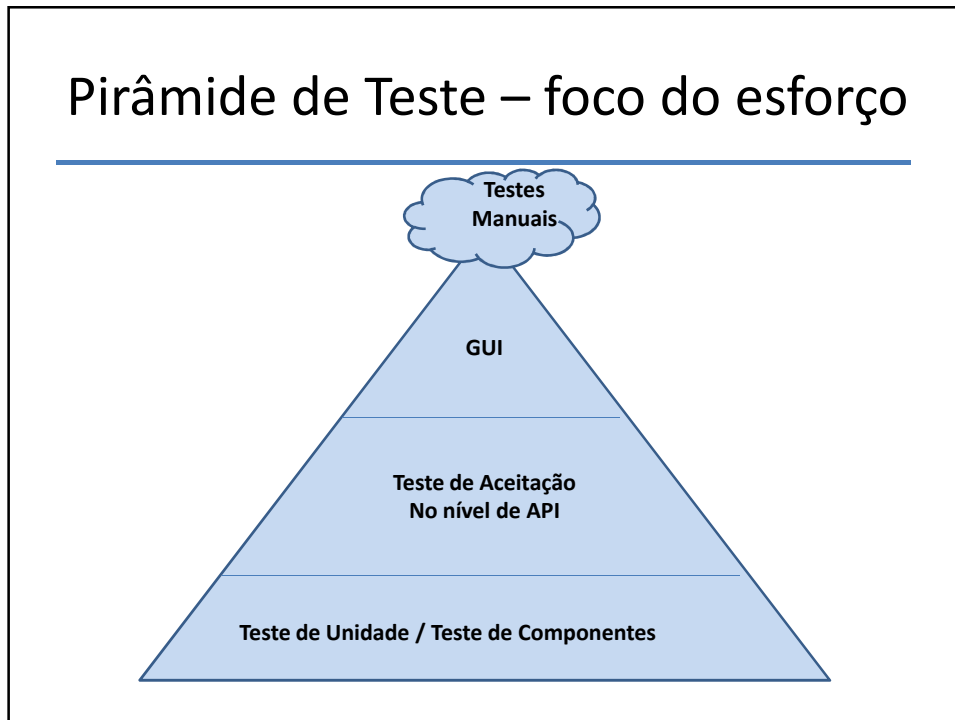 Pirâmide de Teste – foco do esforço
Testes
Manuais
GUI
Teste de Aceitação
No nível de API
Teste de Unidade / Teste de Componentes